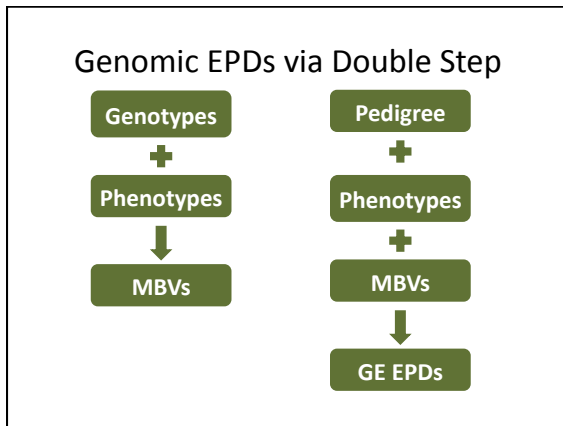 Genomic EPDs via Double Step
Genotypes
Phenotypes
MBVs
Pedigree
Phenotypes
MBVs
GE EPDs